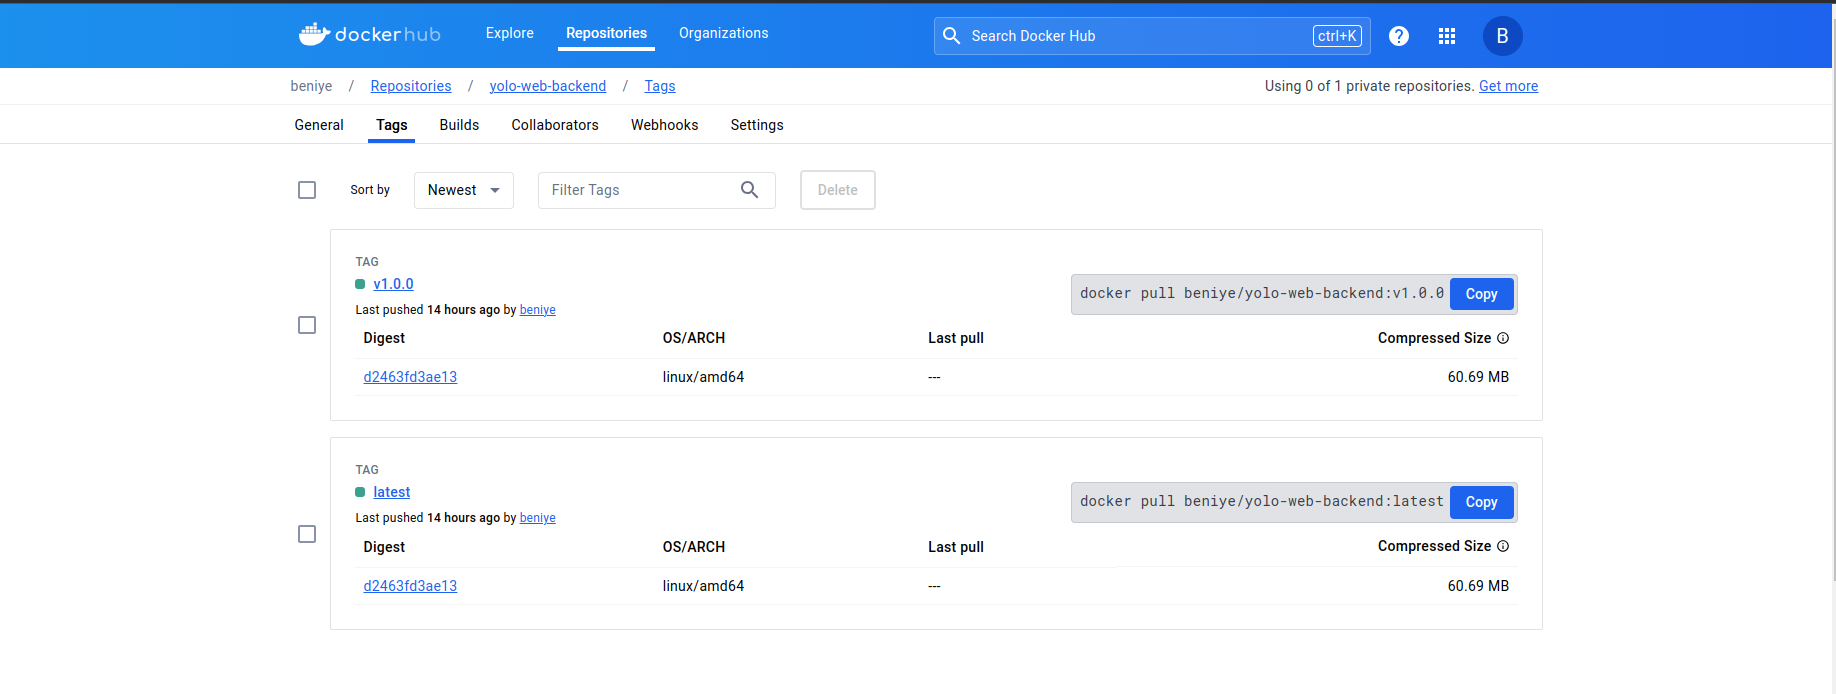 docker hub Explore Repositories Organizations Search Docker Hub ctrl+K ? B
beniye / Repositories / yolo-web-backend / Tags Using 0 of 1 private repositories. Get more
General Tags Builds Collaborators Webhooks Settings
Sort by Newest Filter Tags Delete
TAG
v1.0.0
docker pull beniye/yolo-web-backend:v1.0.0 Copy
Last pushed 14 hours ago by beniye
Digest OS/ARCH Last pull Compressed Size
d2463fd3ae13 linux/amd64 --- 60.69 MB
TAG
latest
docker pull beniye/yolo-web-backend:latest Copy
Last pushed 14 hours ago by beniye
Digest OS/ARCH Last pull Compressed Size
d2463fd3ae13 linux/amd64 --- 60.69 MB